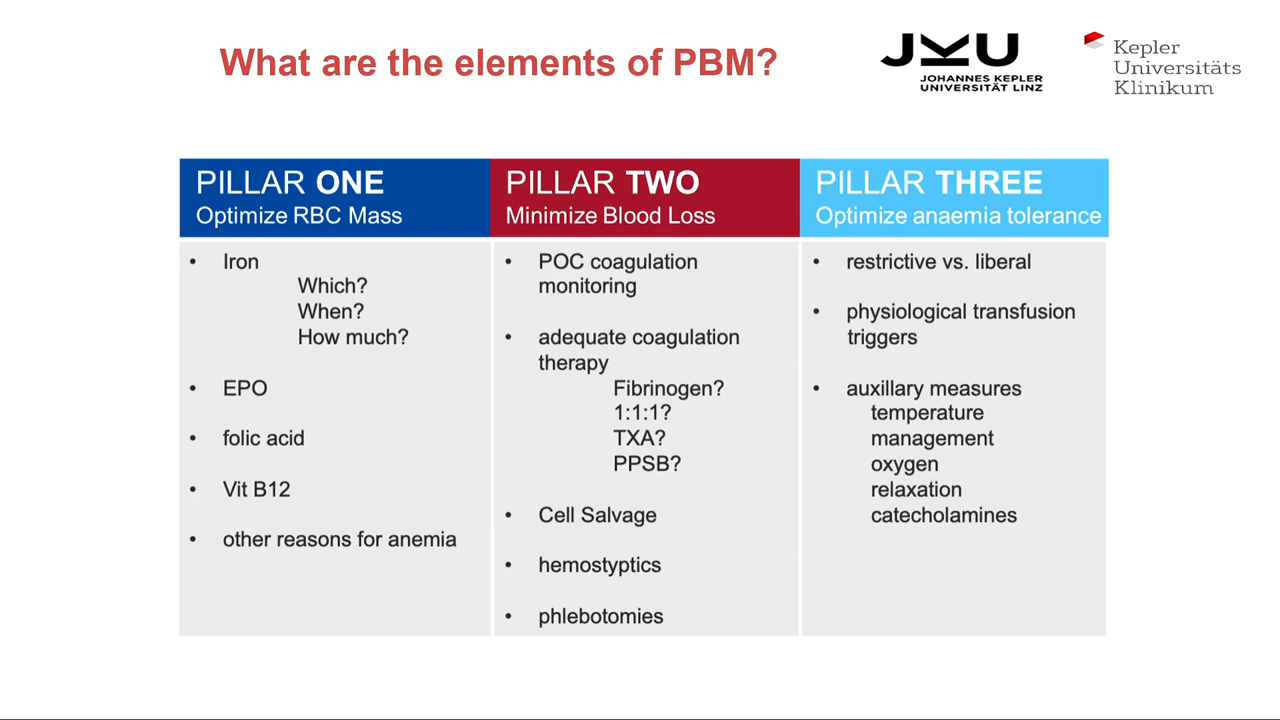 What are the elements of PBM?
JKU
JOHANNES KEPLER
UNIVERSITÄT LINZ
Kepler
Universitäts
Klinikum
PILLAR ONE
Optimize RBC Mass
• Iron
Which?
When?
How much?
• EPO
• folic acid
• Vit B12
• other reasons for anemia
PILLAR TWO
Minimize Blood Loss
• POC coagulation
monitoring
• adequate coagulation
therapy
Fibrinogen?
1:1:1?
TXA?
PPSB?
• Cell Salvage
• hemostyptics
• phlebotomies
PILLAR THREE
Optimize anaemia tolerance
• restrictive vs. liberal
• physiological transfusion
triggers
• auxillary measures
temperature
management
oxygen
relaxation
catecholamines